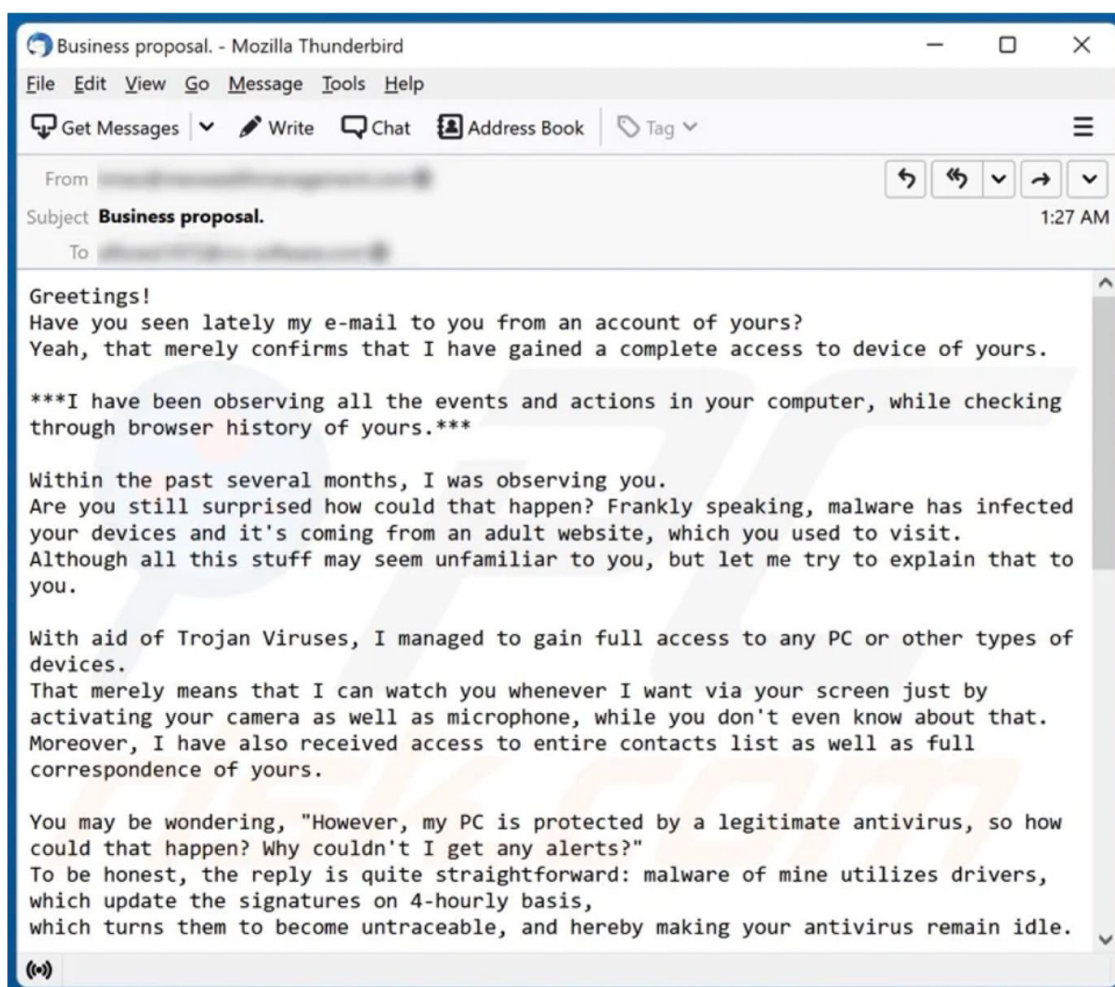 Business proposal. - Mozilla Thunderbird
File Edit View Go Message Tools Help
Get Messages Write Chat Address Book Tag
From
Subject Business proposal. 1:27 AM
To
Greetings!
Have you seen lately my e-mail to you from an account of yours?
Yeah, that merely confirms that I have gained a complete access to device of yours.
***I have been observing all the events and actions in your computer, while checking
through browser history of yours.***
Within the past several months, I was observing you.
Are you still surprised how could that happen? Frankly speaking, malware has infected
your devices and it's coming from an adult website, which you used to visit.
Although all this stuff may seem unfamiliar to you, but let me try to explain that to
you.
With aid of Trojan Viruses, I managed to gain full access to any PC or other types of
devices.
That merely means that I can watch you whenever I want via your screen just by
activating your camera as well as microphone, while you don't even know about that.
Moreover, I have also received access to entire contacts list as well as full
correspondence of yours.
You may be wondering, "However, my PC is protected by a legitimate antivirus, so how
could that happen? Why couldn't I get any alerts?"
To be honest, the reply is quite straightforward: malware of mine utilizes drivers,
which update the signatures on 4-hourly basis,
which turns them to become untraceable, and hereby making your antivirus remain idle.
PC
risk.com